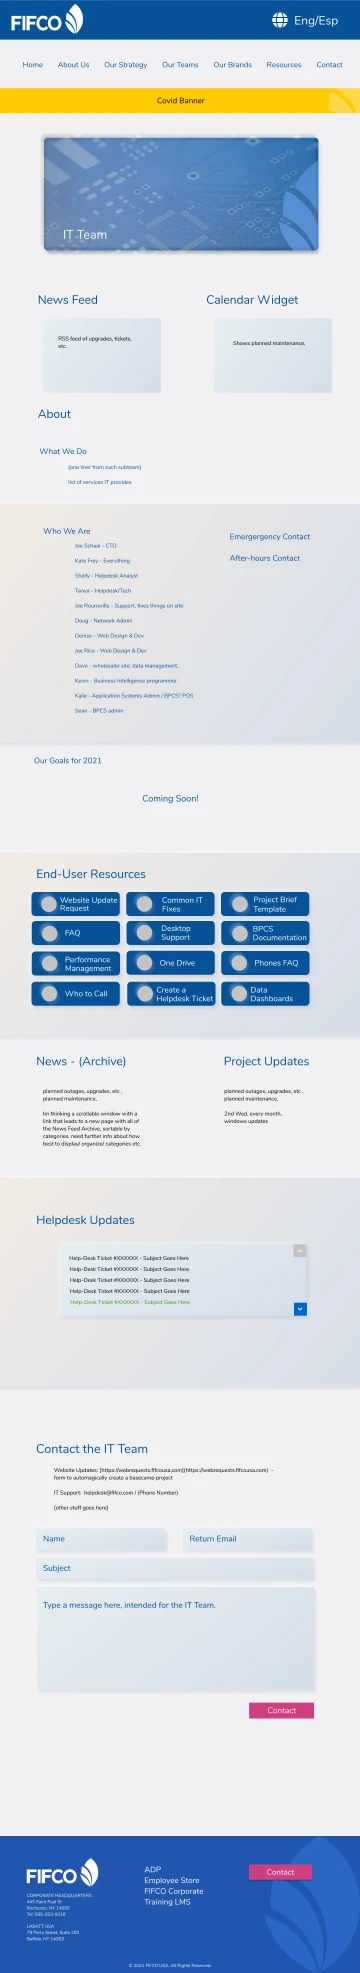 FIFCO
Eng/Esp
Home About Us Our Strategy Our Teams Our Brands Resources Contact
Covid Banner
IT Team
News Feed
Calendar Widget
RSS feed of upgrades, tickets,
etc.
Shows planned maintenance,
About
What We Do
[one liner from each subteam]
list of services IT provides
Who We Are
Joe Schaal - CTO
Kate Frey - Everything
Shelly - Helpdesk Analyst
Tanya - Helpdesk/Tech
Joe Rounsville - Support, fixes things on site
Doug - Network Admin
Denise - Web Design & Dev
Joe Rice - Web Design & Dev
Dave - wholesaler site, data management,
Kevin - Business Intelligence programmer
Kalie - Application Systems Admin / BPCS? POS
Sean - BPCS admin
Emergergency Contact
After-hours Contact
Our Goals for 2021
Coming Soon!
End-User Resources
Website Update
Request
Common IT
Fixes
Project Brief
Template
FAQ
Desktop
Support
BPCS
Documentation
Performance
Management
One Drive
Phones FAQ
Who to Call
Create a
Helpdesk Ticket
Data
Dashboards
News - (Archive)
planned outages, upgrades, etc ,
planned maintenance,
Im thinking a scrollable window with a
link that leads to a new page with all of
the News Feed Archive, sortable by
categories. need further info about how
best to display/ organize/ categories etc.
Project Updates
planned outages, upgrades, etc ,
planned maintenance,
2nd Wed. every month,
windows updates
Helpdesk Updates
Help-Desk Ticket #XXXXXX - Subject Goes Here
Help-Desk Ticket #XXXXXX - Subject Goes Here
Help-Desk Ticket #XXXXXX - Subject Goes Here
Help-Desk Ticket #XXXXXX - Subject Goes Here
Help-Desk Ticket #XXXXXX - Subject Goes Here
Contact the IT Team
Website Updates: [https://webrequests.fifcousa.com](https://webrequests.fifcousa.com) -
form to automagically create a basecamp project
IT Support: helpdesk@fifco.com / (Phone Number)
[other stuff goes here]
Name
Return Email
Subject
Type a message here, intended for the IT Team.
Contact
FIFCO
CORPORATE HEADQUARTERS
445 Saint Paul St
Rochester, NY 14605
Tel: 585-263-9318
LABATT USA
79 Perry Street, Suite 200
Buffalo, NY 14203
ADP
Employee Store
FIFCO Corporate
Training LMS
Contact
© 2021 FIFCO USA, All Rights Reserved.